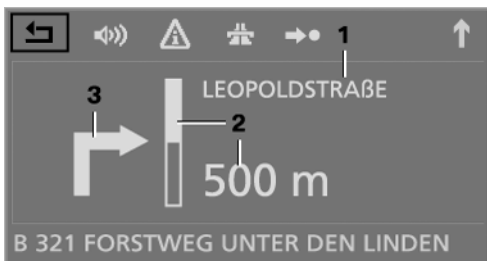 1
LEOPOLDSTRAßE
3
2
500 m
B 321 FORSTWEG UNTER DEN LINDEN